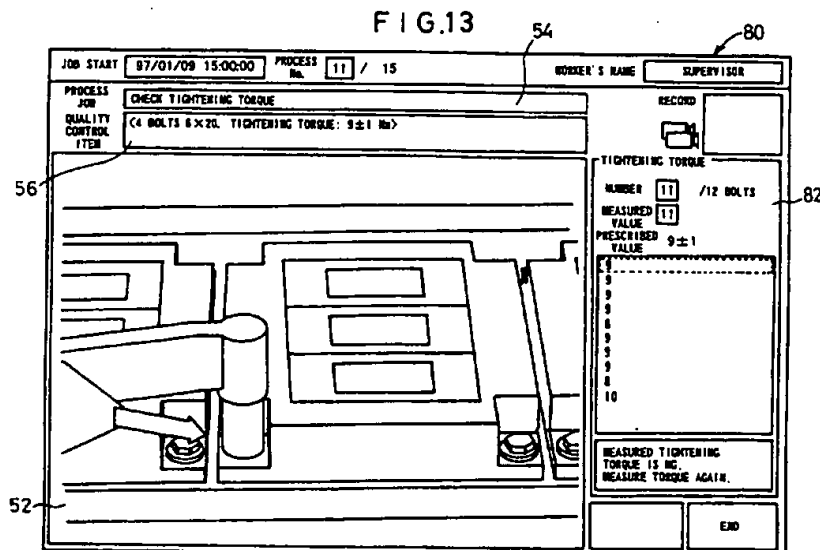 FIG.13
54
80
JOB START 97/01/09 15:00:00 PROCESS No. 11 / 15 WORKER'S NAME SUPERVISOR
PROCESS JOB CHECK TIGHTENING TORQUE
RECORD
QUALITY CONTROL ITEM <4 BOLTS 6×20. TIGHTENING TORQUE: 9±1 Nm>
56
TIGHTENING TORQUE
NUMBER 11 /12 BOLTS
82
MEASURED VALUE 11
PRESCRIBED VALUE 9±1
9
9
9
9
8
9
9
9
8
10
MEASURED TIGHTENING
TORQUE IS NG.
MEASURE TORQUE AGAIN.
52
END